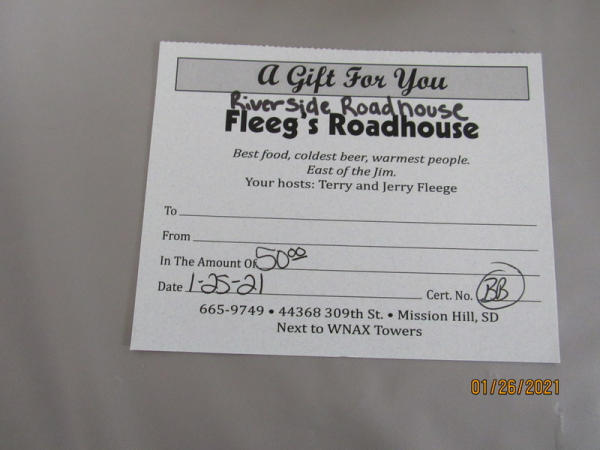 A Gift For You
Riverside Roadhouse
Fleeg's Roadhouse
Best food, coldest beer, warmest people.
East of the Jim.
Your hosts: Terry and Jerry Fleege
To
From
In The Amount Of 50 00
Date 1-25-21 Cert. No. BB
665-9749 • 44368 309th St. • Mission Hill, SD
Next to WNAX Towers
01/26/2021